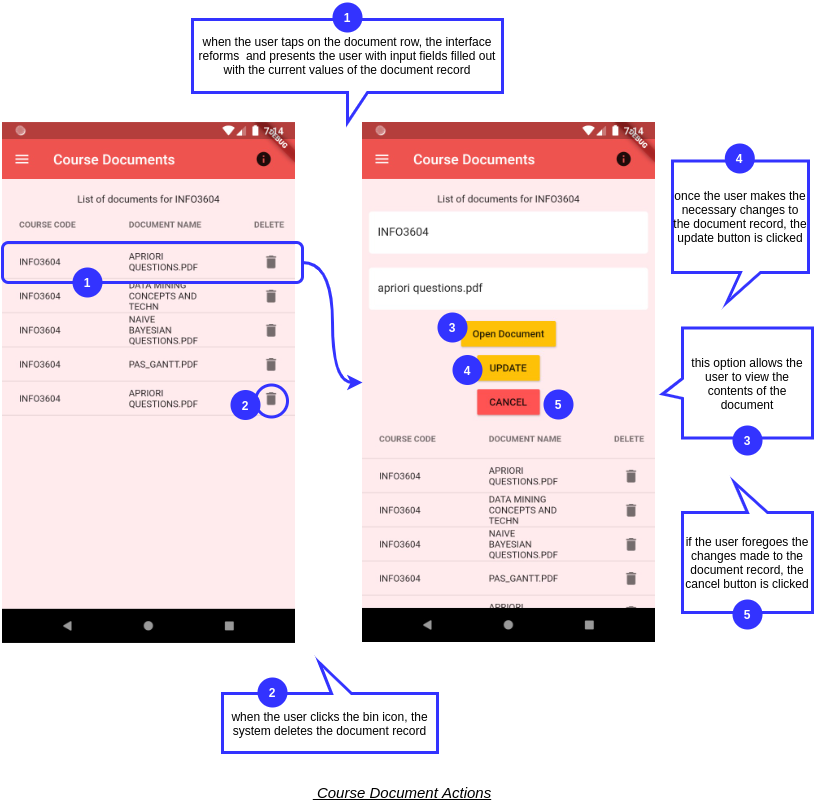 1
when the user taps on the document row, the interface
reforms  and presents the user with input fields filled out
with the current values of the document record
7:14
DEBUG
Course Documents
List of documents for INFO3604
COURSE CODE DOCUMENT NAME DELETE
INFO3604 APRIORI
QUESTIONS.PDF
1
INFO3604 DATA MINING
CONCEPTS AND
TECHN
INFO3604 NAIVE
BAYESIAN
QUESTIONS.PDF
INFO3604 PAS_GANTT.PDF
INFO3604 APRIORI
QUESTIONS.PDF
2
7:14
DEBUG
Course Documents
List of documents for INFO3604
INFO3604
apriori questions.pdf
3 Open Document
4 UPDATE
CANCEL 5
COURSE CODE DOCUMENT NAME DELETE
INFO3604 APRIORI
QUESTIONS.PDF
INFO3604 DATA MINING
CONCEPTS AND
TECHN
INFO3604 NAIVE
BAYESIAN
QUESTIONS.PDF
INFO3604 PAS_GANTT.PDF
APRIORI
4
once the user makes the
necessary changes to
the document record, the
update button is clicked
this option allows the
user to view the
contents of the
document
3
if the user foregoes the
changes made to the
document record, the
cancel button is clicked
5
2
when the user clicks the bin icon, the
system deletes the document record
Course Document Actions